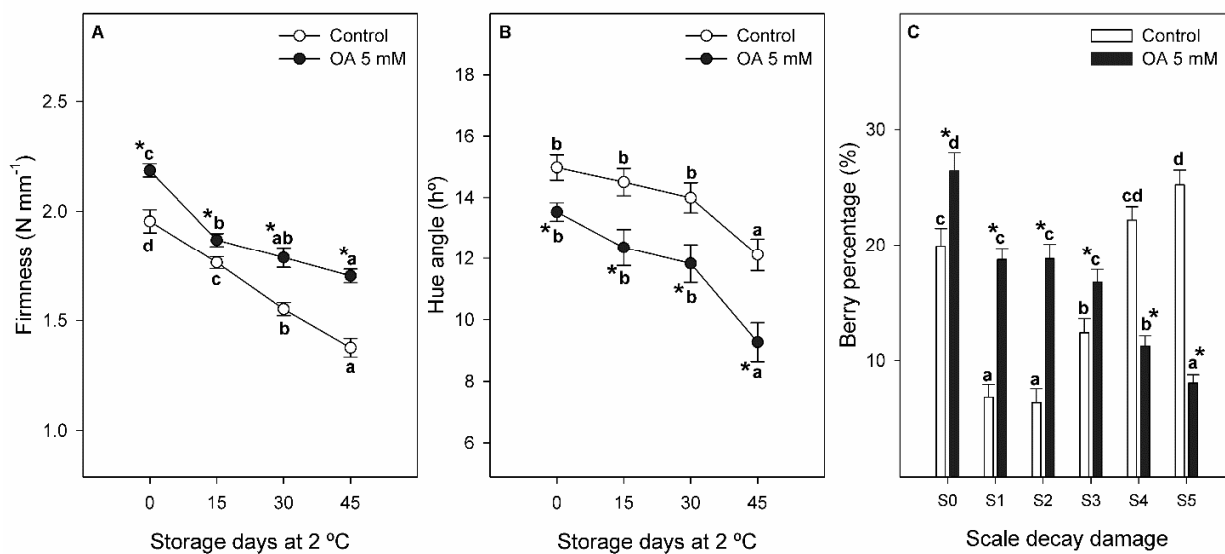 A
Control
OA 5 mM
Firmness (N mm⁻¹)
2.5
2.0
1.5
1.0
*c
*b
*ab
*a
d
c
b
a
0 15 30 45
Storage days at 2 ºC
B
Control
OA 5 mM
Hue angle (hº)
18
16
14
12
10
8
6
b b b a
*b
*b
*b
*a
0 15 30 45
Storage days at 2 ºC
C
Control
OA 5 mM
Berry percentage (%)
30
20
10
c *d
a *c
a *c
b *c
cd b*
d a*
S0 S1 S2 S3 S4 S5
Scale decay damage